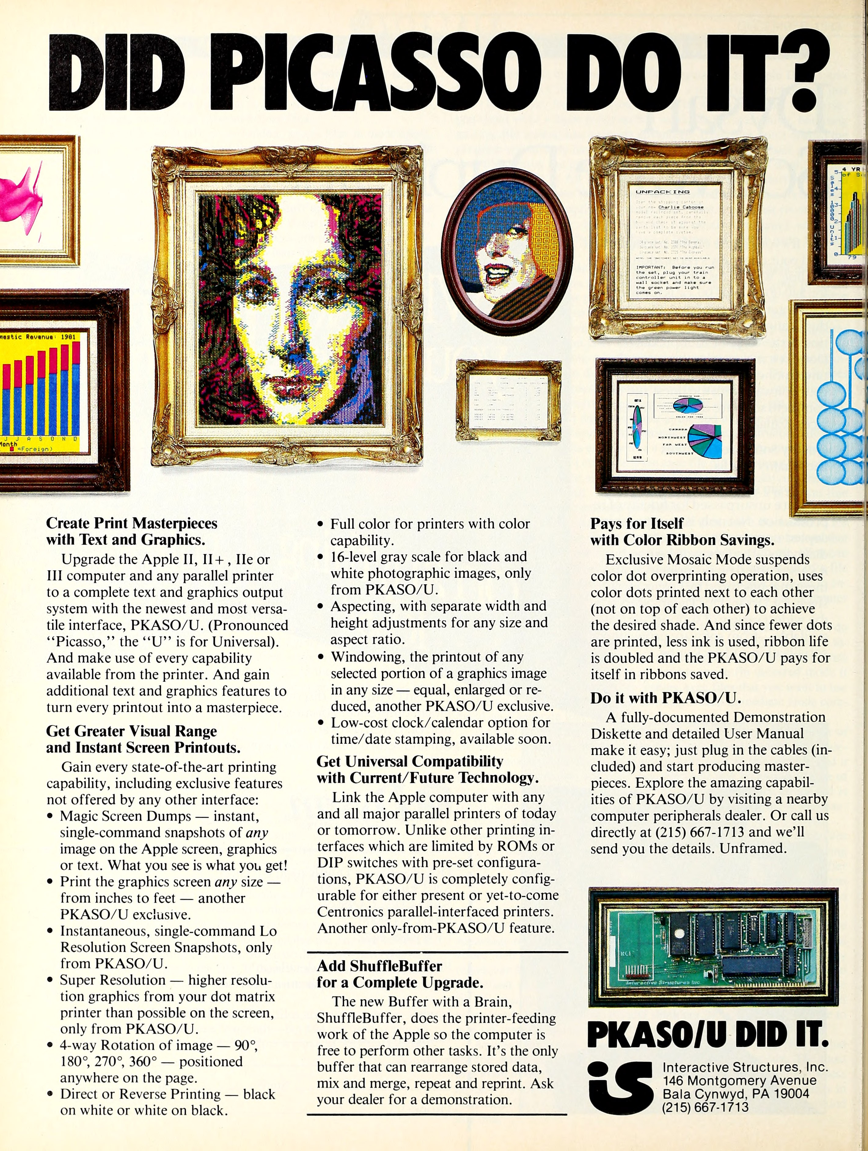 DID PICASSO DO IT?
UNPACKING
Charlie Caboose
IMPORTANT: Before you run
the set, plug your train
controller unit in to a
wall socket and make sure
the green power light
comes on.
4 YR
79
mestic Revenue: 1981
J J A S O N D
Month
=Foreign)
Create Print Masterpieces
with Text and Graphics.
Upgrade the Apple II, II+, IIe or
III computer and any parallel printer
to a complete text and graphics output
system with the newest and most versa-
tile interface, PKASO/U. (Pronounced
“Picasso,” the “U” is for Universal).
And make use of every capability
available from the printer. And gain
additional text and graphics features to
turn every printout into a masterpiece.
Get Greater Visual Range
and Instant Screen Printouts.
Gain every state-of-the-art printing
capability, including exclusive features
not offered by any other interface:
• Magic Screen Dumps — instant,
single-command snapshots of any
image on the Apple screen, graphics
or text. What you see is what you get!
• Print the graphics screen any size —
from inches to feet — another
PKASO/U exclusive.
• Instantaneous, single-command Lo
Resolution Screen Snapshots, only
from PKASO/U.
• Super Resolution — higher resolu-
tion graphics from your dot matrix
printer than possible on the screen,
only from PKASO/U.
• 4-way Rotation of image — 90°,
180°, 270°, 360° — positioned
anywhere on the page.
• Direct or Reverse Printing — black
on white or white on black.
• Full color for printers with color
capability.
• 16-level gray scale for black and
white photographic images, only
from PKASO/U.
• Aspecting, with separate width and
height adjustments for any size and
aspect ratio.
• Windowing, the printout of any
selected portion of a graphics image
in any size — equal, enlarged or re-
duced, another PKASO/U exclusive.
• Low-cost clock/calendar option for
time/date stamping, available soon.
Get Universal Compatibility
with Current/Future Technology.
Link the Apple computer with any
and all major parallel printers of today
or tomorrow. Unlike other printing in-
terfaces which are limited by ROMs or
DIP switches with pre-set configura-
tions, PKASO/U is completely config-
urable for either present or yet-to-come
Centronics parallel-interfaced printers.
Another only-from-PKASO/U feature.
Add ShuffleBuffer
for a Complete Upgrade.
The new Buffer with a Brain,
ShuffleBuffer, does the printer-feeding
work of the Apple so the computer is
free to perform other tasks. It’s the only
buffer that can rearrange stored data,
mix and merge, repeat and reprint. Ask
your dealer for a demonstration.
Pays for Itself
with Color Ribbon Savings.
Exclusive Mosaic Mode suspends
color dot overprinting operation, uses
color dots printed next to each other
(not on top of each other) to achieve
the desired shade. And since fewer dots
are printed, less ink is used, ribbon life
is doubled and the PKASO/U pays for
itself in ribbons saved.
Do it with PKASO/U.
A fully-documented Demonstration
Diskette and detailed User Manual
make it easy; just plug in the cables (in-
cluded) and start producing master-
pieces. Explore the amazing capabil-
ities of PKASO/U by visiting a nearby
computer peripherals dealer. Or call us
directly at (215) 667-1713 and we’ll
send you the details. Unframed.
Interactive Structures Inc.
PKASO/U DID IT.
is
Interactive Structures, Inc.
146 Montgomery Avenue
Bala Cynwyd, PA 19004
(215) 667-1713